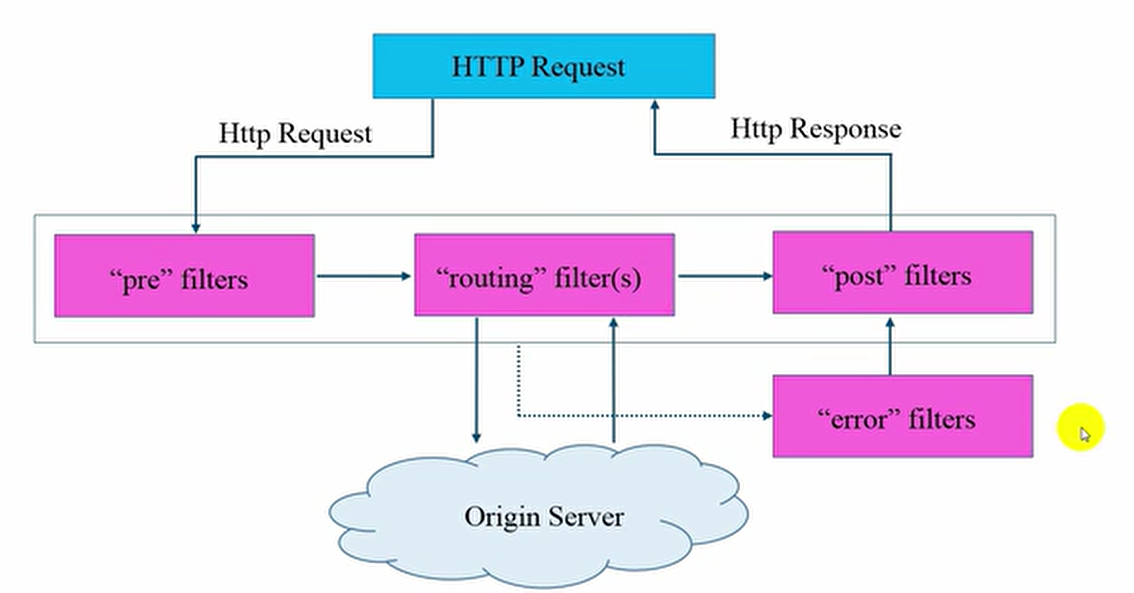 HTTP Request
Http Request
Http Response
“pre” filters
“routing” filter(s)
“post” filters
“error” filters
Origin Server